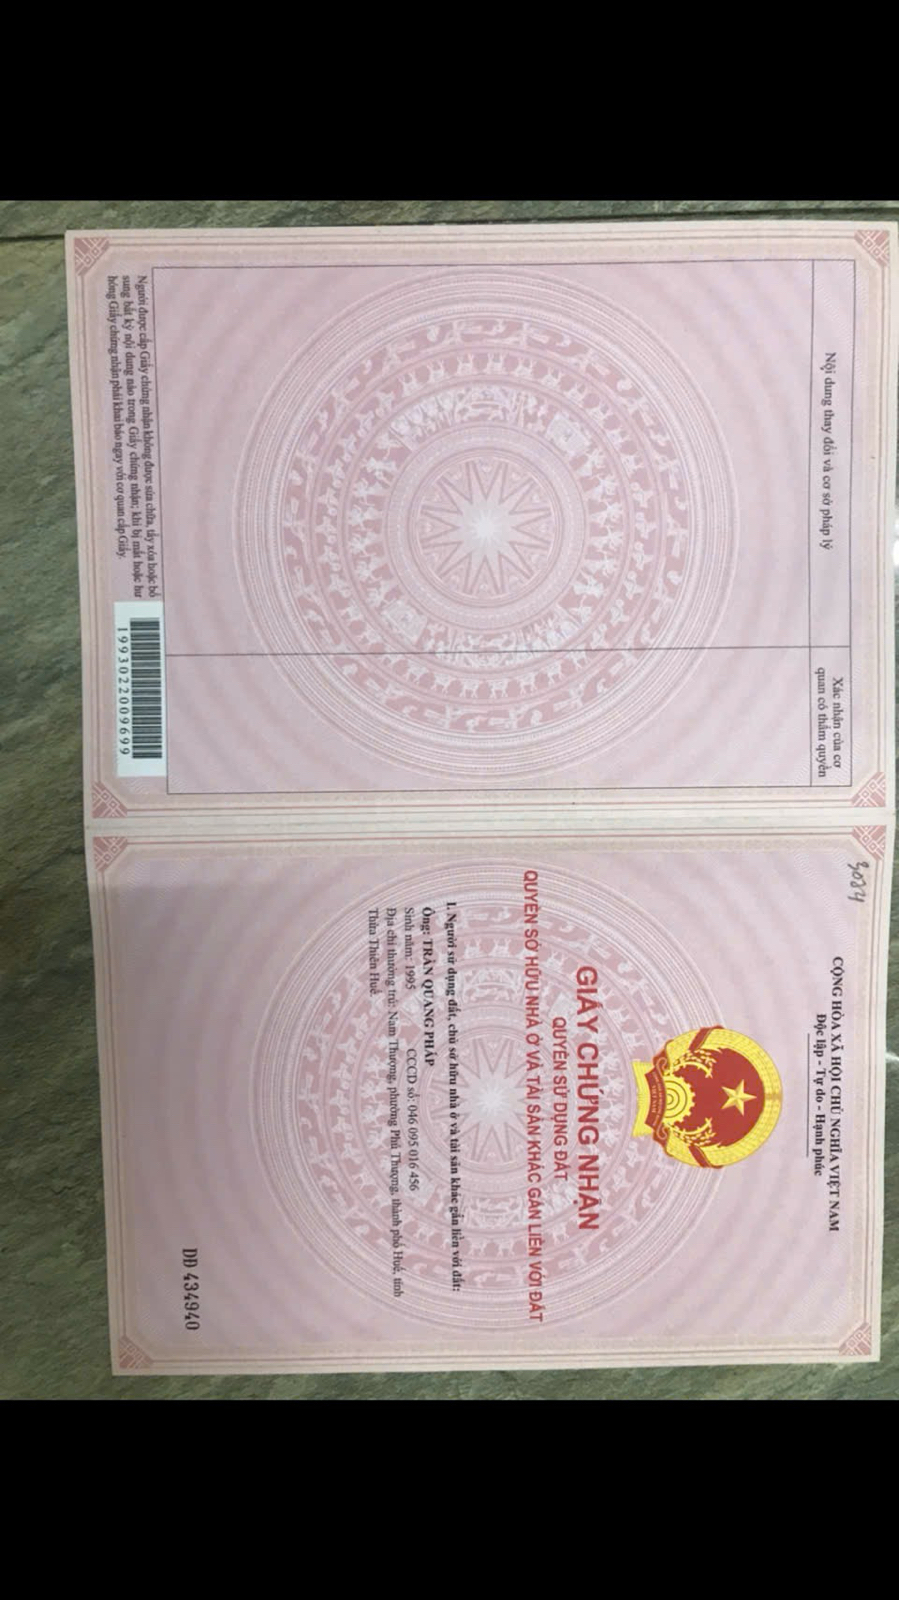 Nội dung thay đổi và cơ sở pháp lý
Xác nhận của cơ
quan có thẩm quyền
Người được cấp Giấy chứng nhận không được sửa chữa, tẩy xóa hoặc bổ
sung bất kỳ nội dung nào trong Giấy chứng nhận; khi bị mất hoặc hư
hỏng Giấy chứng nhận phải khai báo ngay với cơ quan cấp Giấy.
1993022009699
3024
CỘNG HÒA XÃ HỘI CHỦ NGHĨA VIỆT NAM
Độc lập - Tự do - Hạnh phúc
GIẤY CHỨNG NHẬN
QUYỀN SỬ DỤNG ĐẤT
QUYỀN SỞ HỮU NHÀ Ở VÀ TÀI SẢN KHÁC GẮN LIỀN VỚI ĐẤT
I. Người sử dụng đất, chủ sở hữu nhà ở và tài sản khác gắn liền với đất:
Ông: TRẦN QUANG PHÁP
Sinh năm: 1995 CCCD số: 046 095 016 456
Địa chỉ thường trú: Nam Thượng, phường Phú Thượng, thành phố Huế, tỉnh
Thừa Thiên Huế.
DĐ 434940